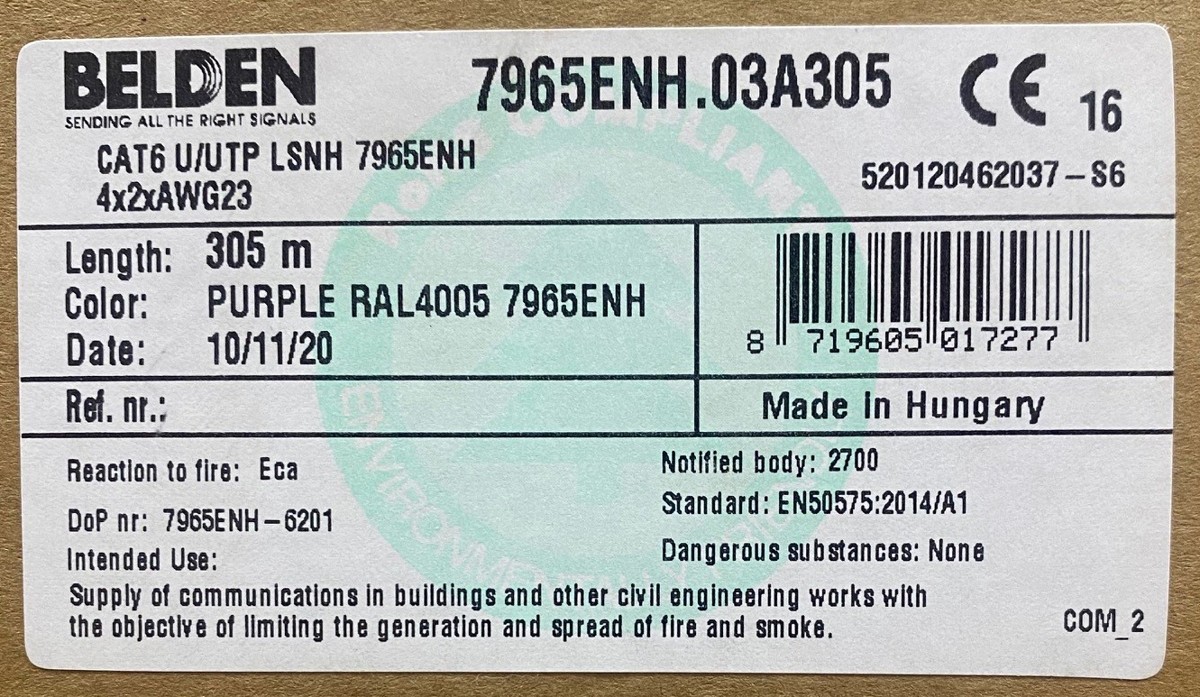 BELDEN
SENDING ALL THE RIGHT SIGNALS
7965ENH.03A305
CE 16
CAT6 U/UTP LSNH 7965ENH
4x2xAWG23
520120462037-S6
Length: 305 m
Color: PURPLE RAL4005 7965ENH
Date: 10/11/20
8 719605 017277
Ref. nr.:
Made in Hungary
Reaction to fire: Eca
Notified body: 2700
DoP nr: 7965ENH-6201
Standard: EN50575:2014/A1
Intended Use:
Dangerous substances: None
Supply of communications in buildings and other civil engineering works with
the objective of limiting the generation and spread of fire and smoke.
COM_2
RoHS COMPLIANT
ENVIRONMENTALLY